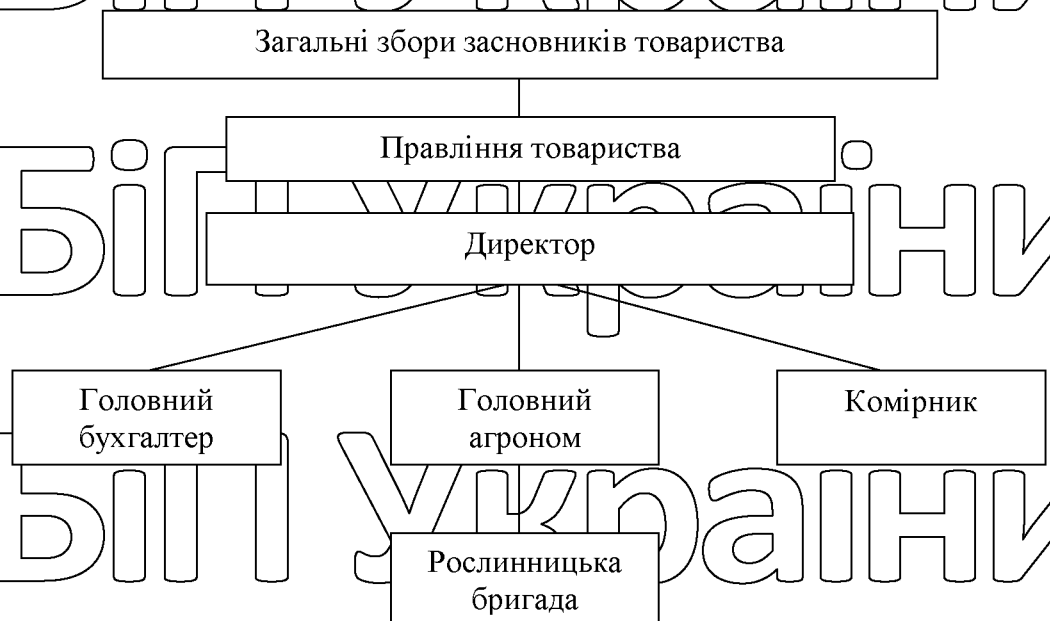 Загальні збори засновників товариства
Правління товариства
БіП України
Директор
Головний
бухгалтер
Головний
агроном
Комірник
БіП України
Рослинницька
бригада